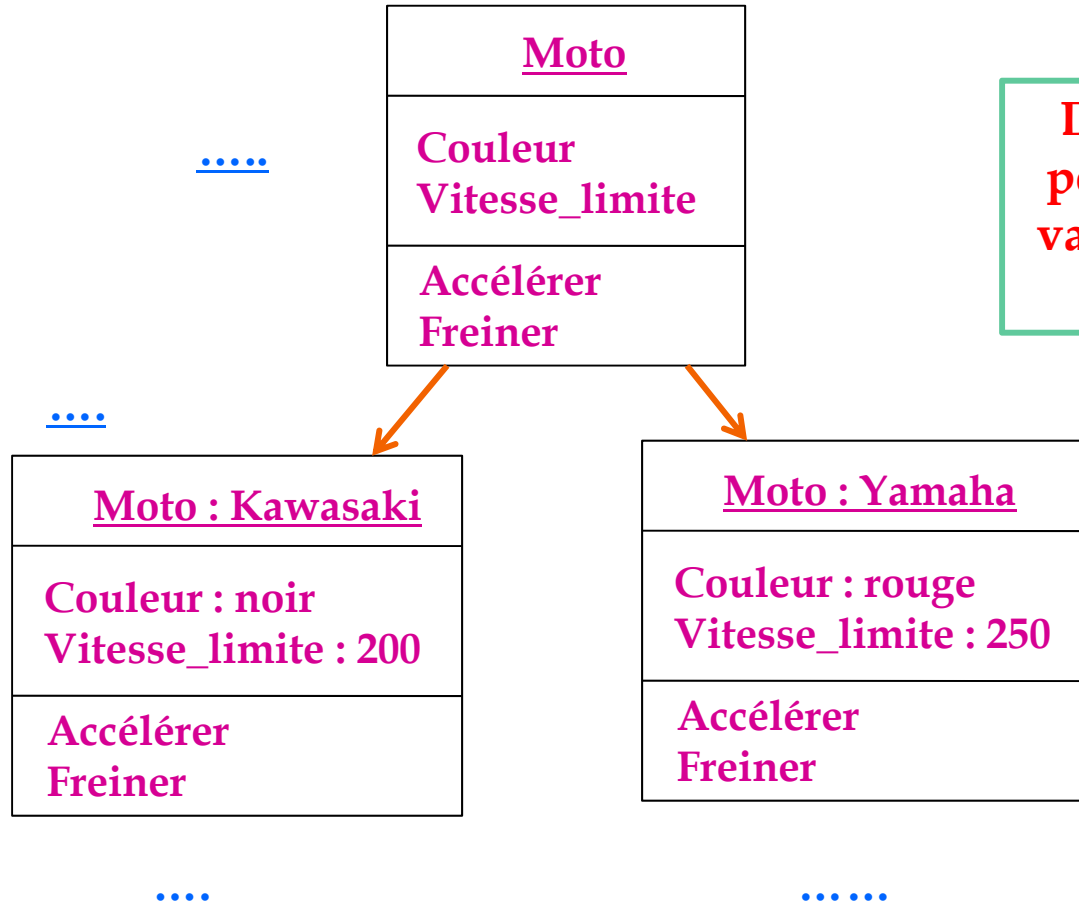 Moto
…..
Couleur
Vitesse_limite
Accélérer
Freiner
….
Moto : Kawasaki
Couleur : noir
Vitesse_limite : 200
Accélérer
Freiner
….
Moto : Yamaha
Couleur : rouge
Vitesse_limite : 250
Accélérer
Freiner
……